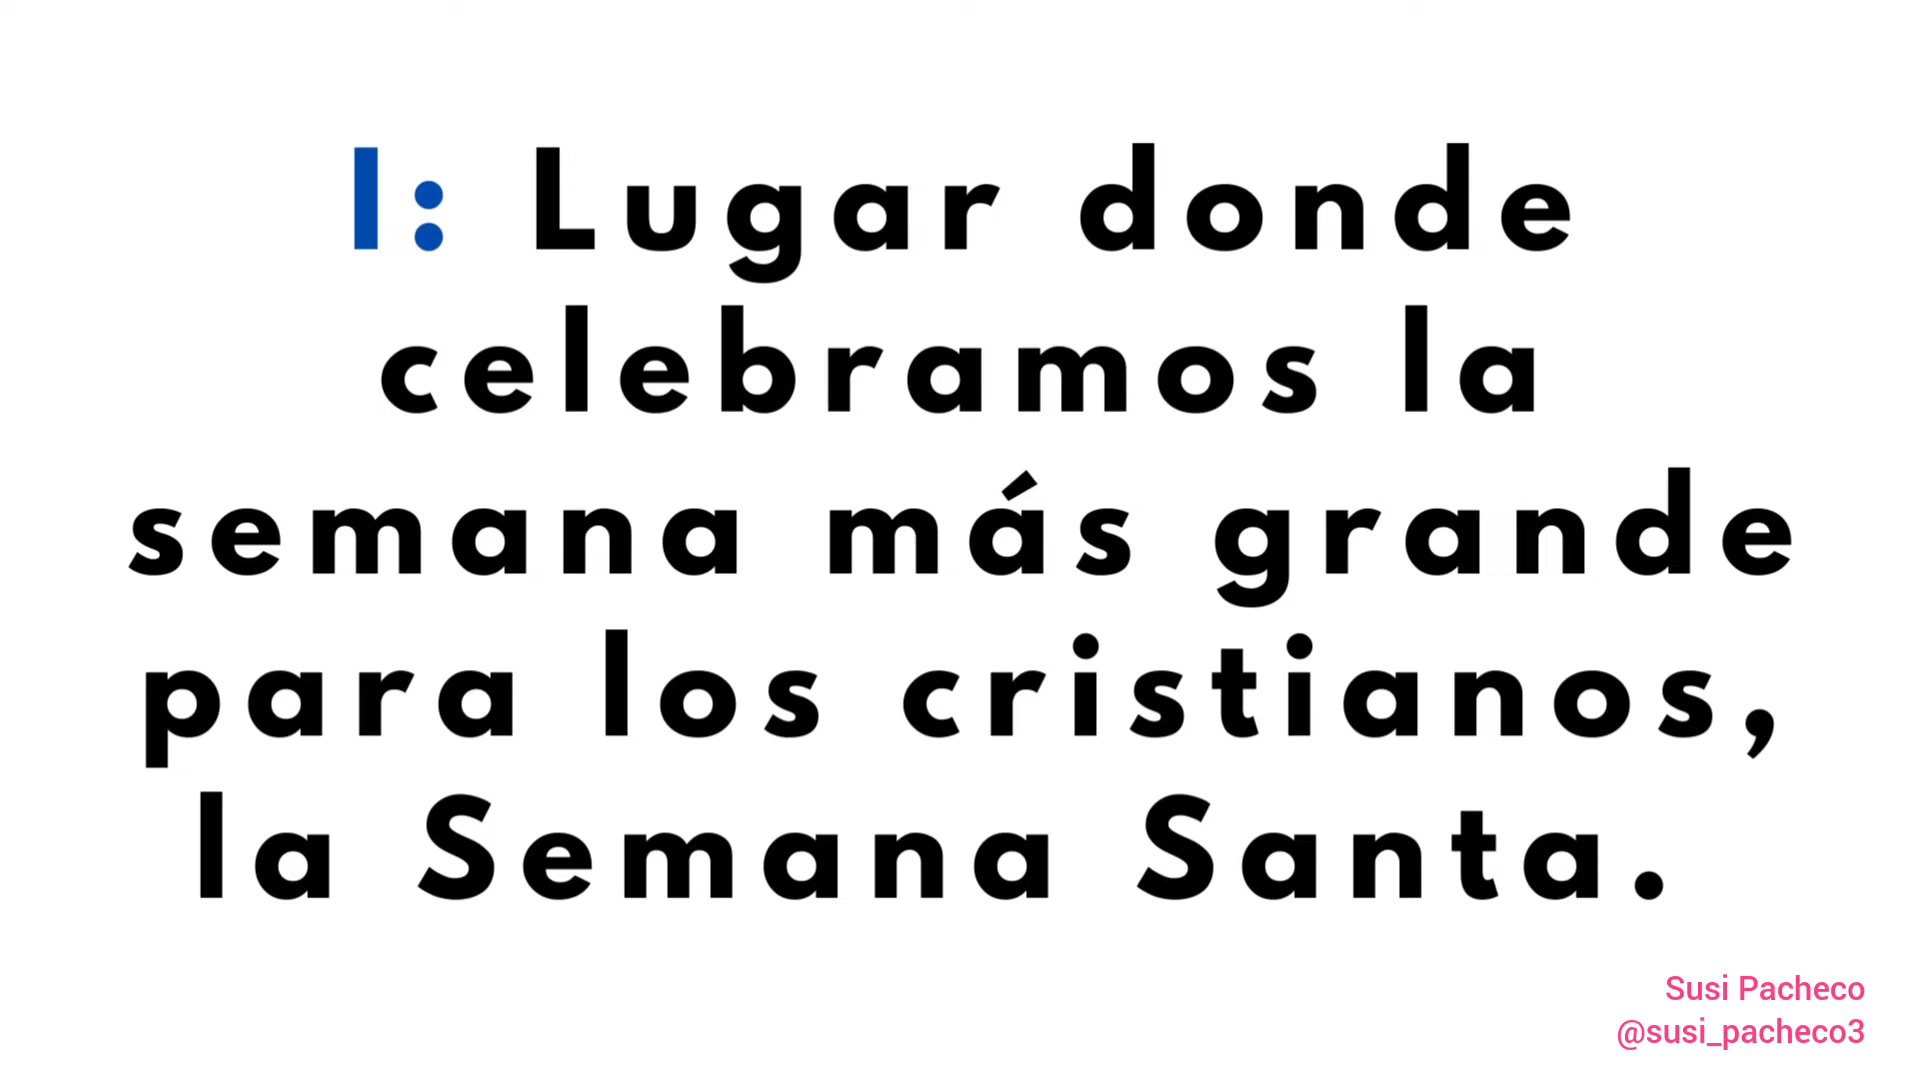 I: Lugar donde
celebramos la
semana más grande
para los cristianos,
la Semana Santa.
Susi Pacheco
@susi_pacheco3